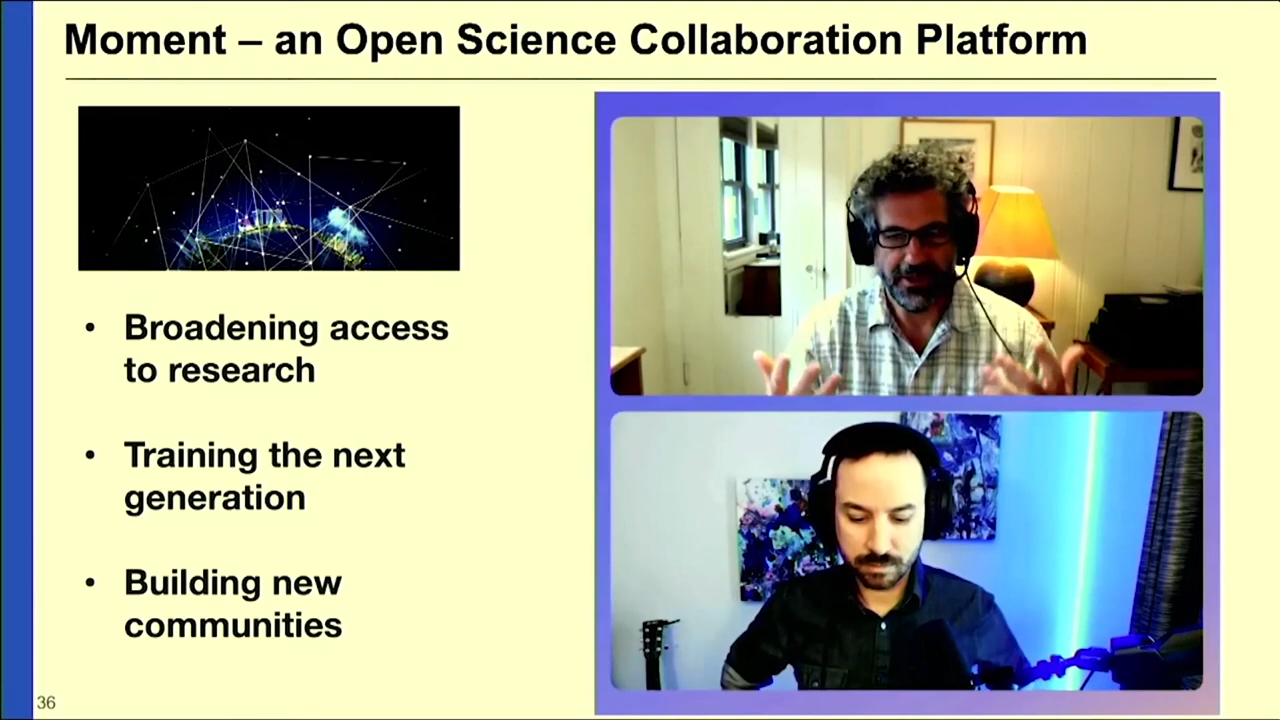 Moment – an Open Science Collaboration Platform
• Broadening access
to research
• Training the next
generation
• Building new
communities
36